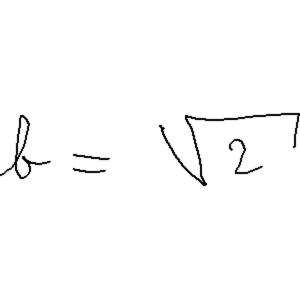 b = √2